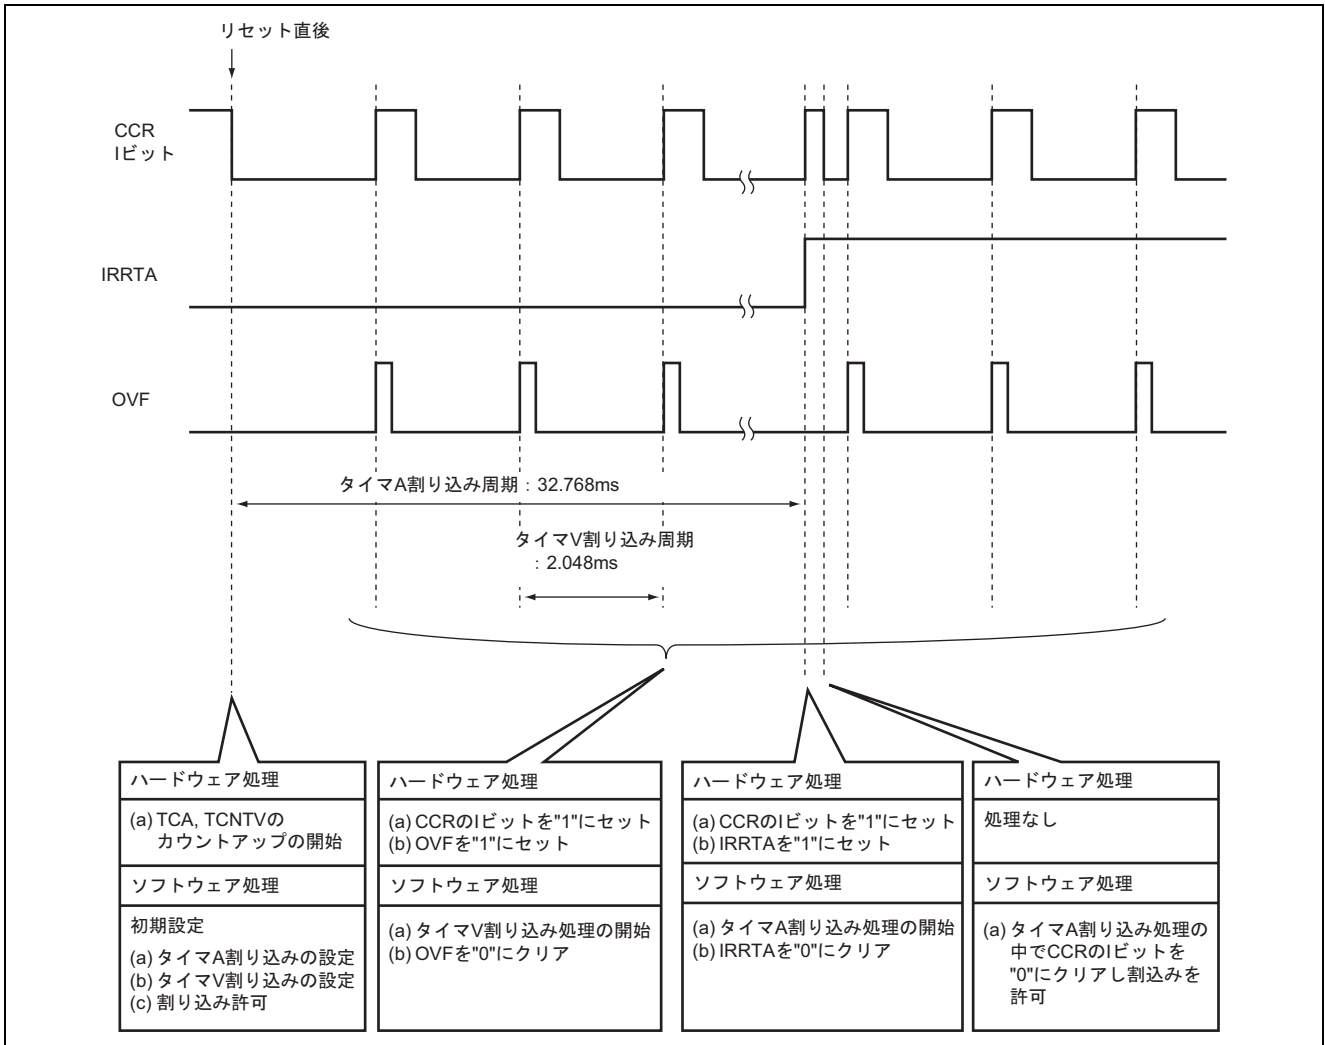 リセット直後
CCR
Iビット
IRRTA
OVF
タイマA割り込み周期：32.768ms
タイマV割り込み周期
：2.048ms
ハードウェア処理
(a) TCA, TCNTVの
カウントアップの開始
ソフトウェア処理
初期設定
(a) タイマA割り込みの設定
(b) タイマV割り込みの設定
(c) 割り込み許可
ハードウェア処理
(a) CCRのIビットを"1"にセット
(b) OVFを"1"にセット
ソフトウェア処理
(a) タイマV割り込み処理の開始
(b) OVFを"0"にクリア
ハードウェア処理
(a) CCRのIビットを"1"にセット
(b) IRRTAを"1"にセット
ソフトウェア処理
(a) タイマA割り込み処理の開始
(b) IRRTAを"0"にクリア
ハードウェア処理
処理なし
ソフトウェア処理
(a) タイマA割り込み処理の
中でCCRのIビットを
"0"にクリアし割込みを
許可